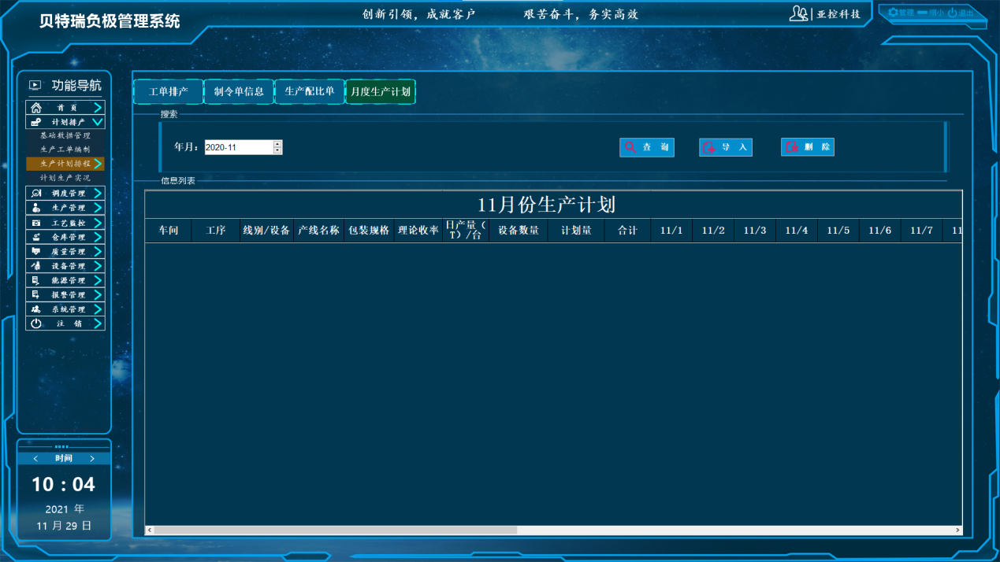 贝特瑞负极管理系统
创新引领，成就客户 艰苦奋斗，务实高效
亚控科技
管理 缩小 退出
功能导航
首 页
计划排产
基础数据管理
生产工单编制
生产计划排程
计划生产实况
调度管理
生产管理
工艺监控
仓库管理
质量管理
设备管理
能源管理
报警管理
系统管理
注 销
< 时间 >
10 : 04
2021 年
11 月 29 日
工单排产 制令单信息 生产配比单 月度生产计划
搜索
年月： 2020-11 查 询 导 入 删 除
信息列表
11月份生产计划
车间 工序 线别/设备 产线名称 包装规格 理论收率 日产量（T）/台 设备数量 计划量 合计 11/1 11/2 11/3 11/4 11/5 11/6 11/7 11